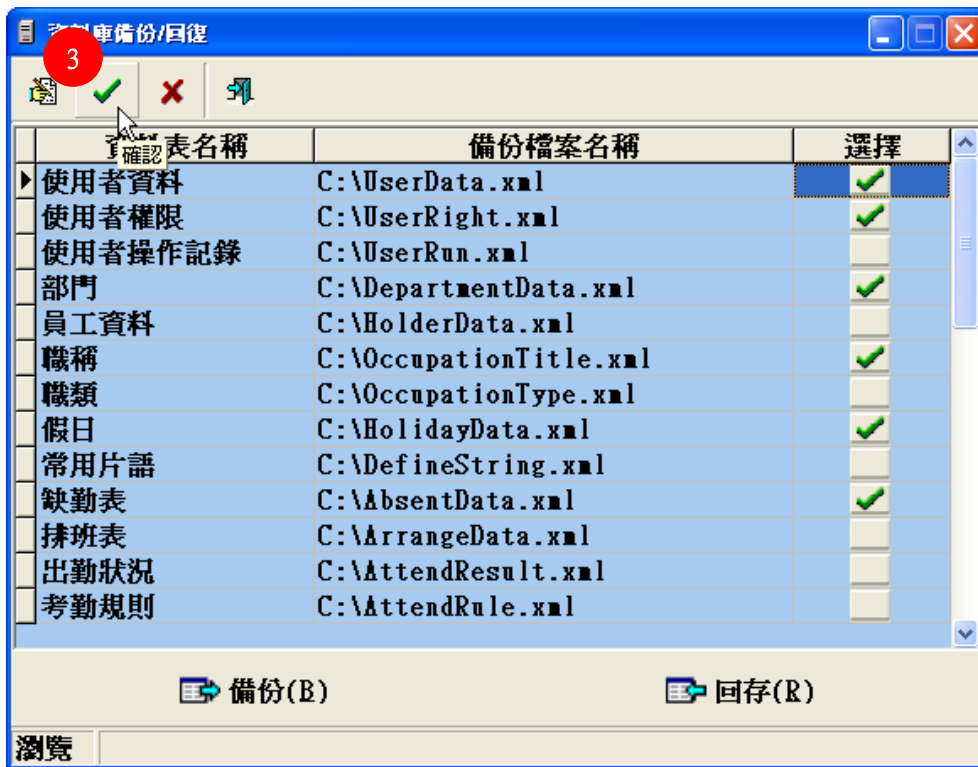 資料庫備份/回復
3
確認
資料表名稱 備份檔案名稱 選擇
使用者資料 C:\UserData.xml
使用者權限 C:\UserRight.xml
使用者操作記錄 C:\UserRun.xml
部門 C:\DepartmentData.xml
員工資料 C:\HolderData.xml
職稱 C:\OccupationTitle.xml
職類 C:\OccupationType.xml
假日 C:\HolidayData.xml
常用片語 C:\DefineString.xml
缺勤表 C:\AbsentData.xml
排班表 C:\ArrangeData.xml
出勤狀況 C:\AttendResult.xml
考勤規則 C:\AttendRule.xml
備份(B) 回存(R)
瀏覽